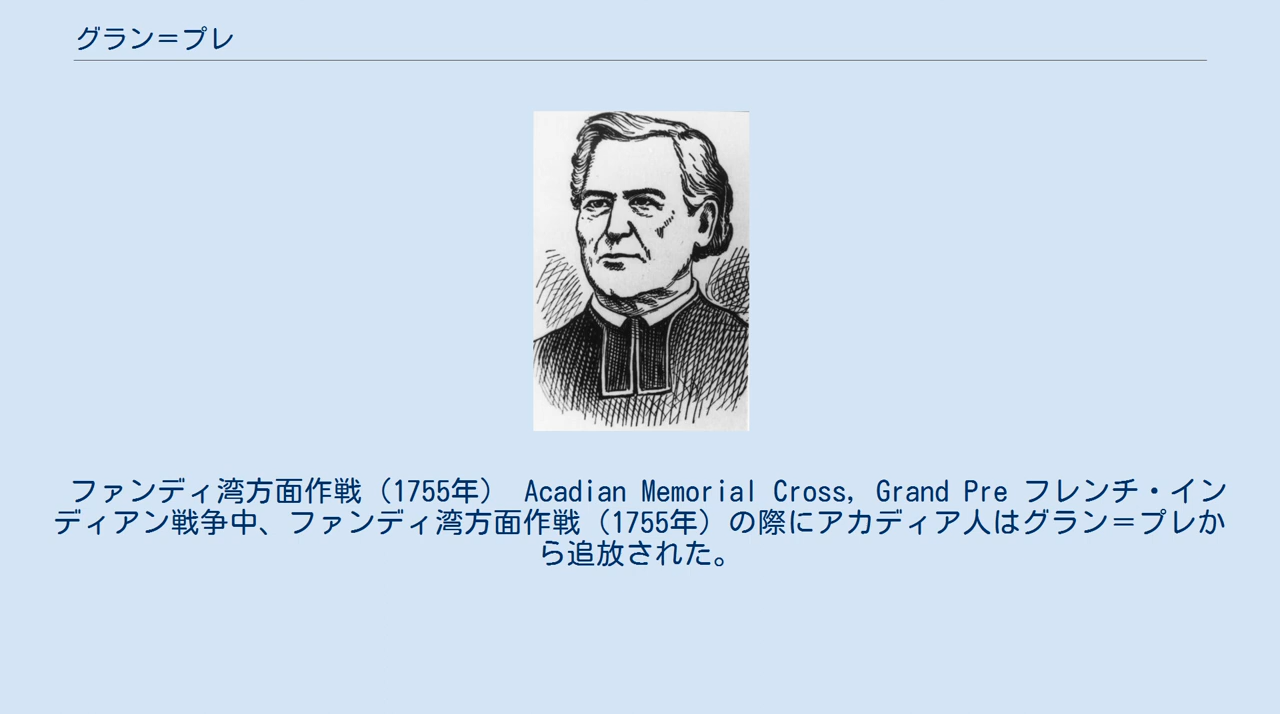 グラン＝プレ
ファンディ湾方面作戦（1755年） Acadian Memorial Cross, Grand Pre フレンチ・イン
ディアン戦争中、ファンディ湾方面作戦（1755年）の際にアカディア人はグラン＝プレか
ら追放された。